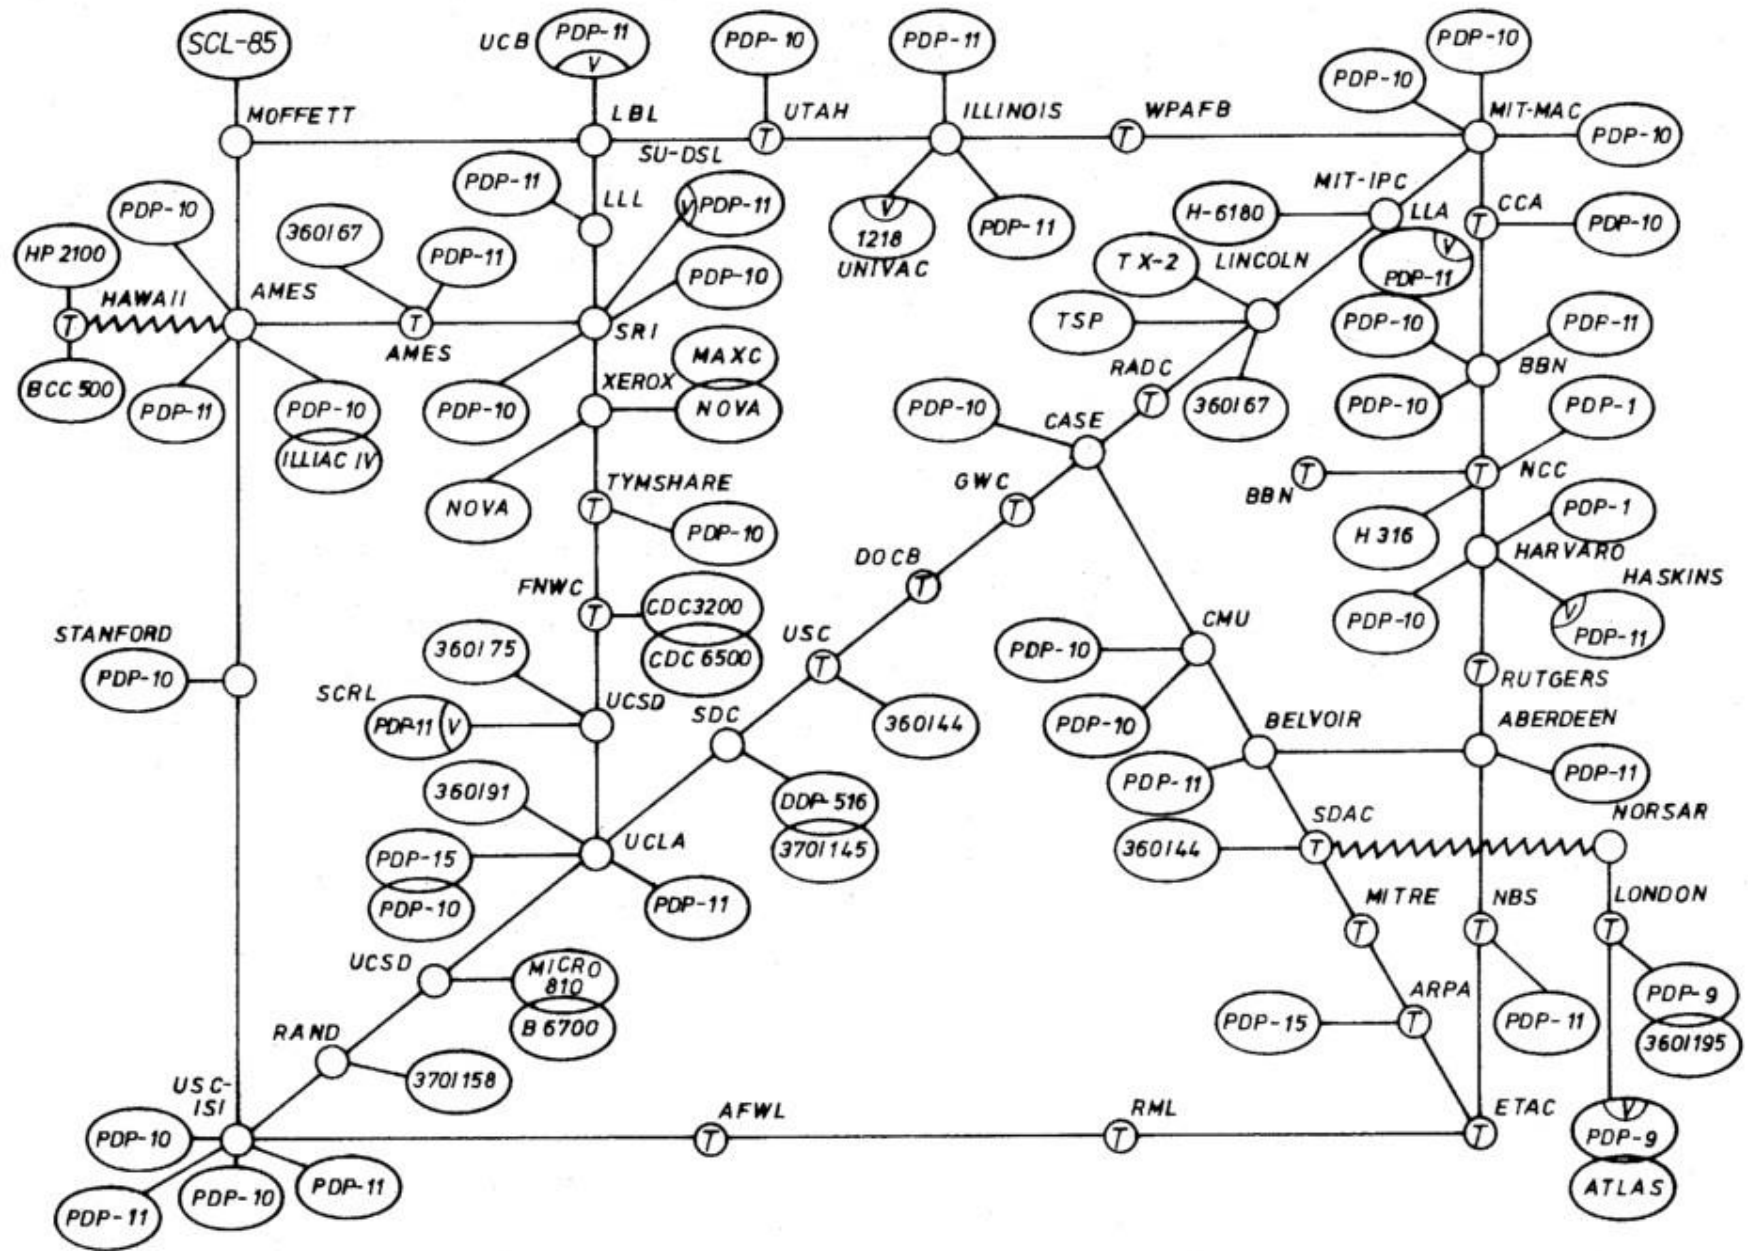 SCL-85
UCB
PDP-11
V
PDP-10
PDP-11
PDP-10
PDP-10
MOFFETT
LBL
UTAH
ILLINOIS
WPAFB
MIT-MAC
T
T
PDP-10
SU-DSL
PDP-11
LLL
V
PDP-11
V
1218
UNIVAC
PDP-11
MIT-IPC
H-6180
LLA
CCA
T
PDP-10
PDP-10
360/67
PDP-11
HP 2100
HAWAII
T
AMES
T
AMES
SRI
PDP-10
TX-2
LINCOLN
V
PDP-11
TSP
PDP-10
PDP-11
BBN
BCC 500
PDP-11
PDP-10
ILLIAC IV
PDP-10
XEROX
MAXC
NOVA
NOVA
RADC
T
360/67
PDP-10
PDP-1
PDP-10
CASE
GWC
T
BBN
T
T
NCC
H 316
TYMSHARE
T
PDP-10
DOCB
T
PDP-1
HARVARO
HASKINS
PDP-10
V
PDP-11
FNWC
T
CDC3200
CDC 6500
STANFORD
PDP-10
360/75
SCRL
PDP-11
V
UCSD
USC
T
360/44
SDC
CMU
PDP-10
PDP-10
T
RUTGERS
BELVOIR
ABERDEEN
PDP-11
PDP-11
360/91
DDP-516
370/145
UCLA
PDP-15
PDP-10
PDP-11
SDAC
360/44
T
NORSAR
MITRE
T
NBS
T
LONDON
T
UCSD
MICRO
810
B 6700
ARPA
PDP-15
T
PDP-11
PDP-9
360/195
RAND
370/158
USC-
ISI
PDP-10
PDP-11
PDP-10
PDP-11
AFWL
T
RML
T
ETAC
T
V
PDP-9
ATLAS